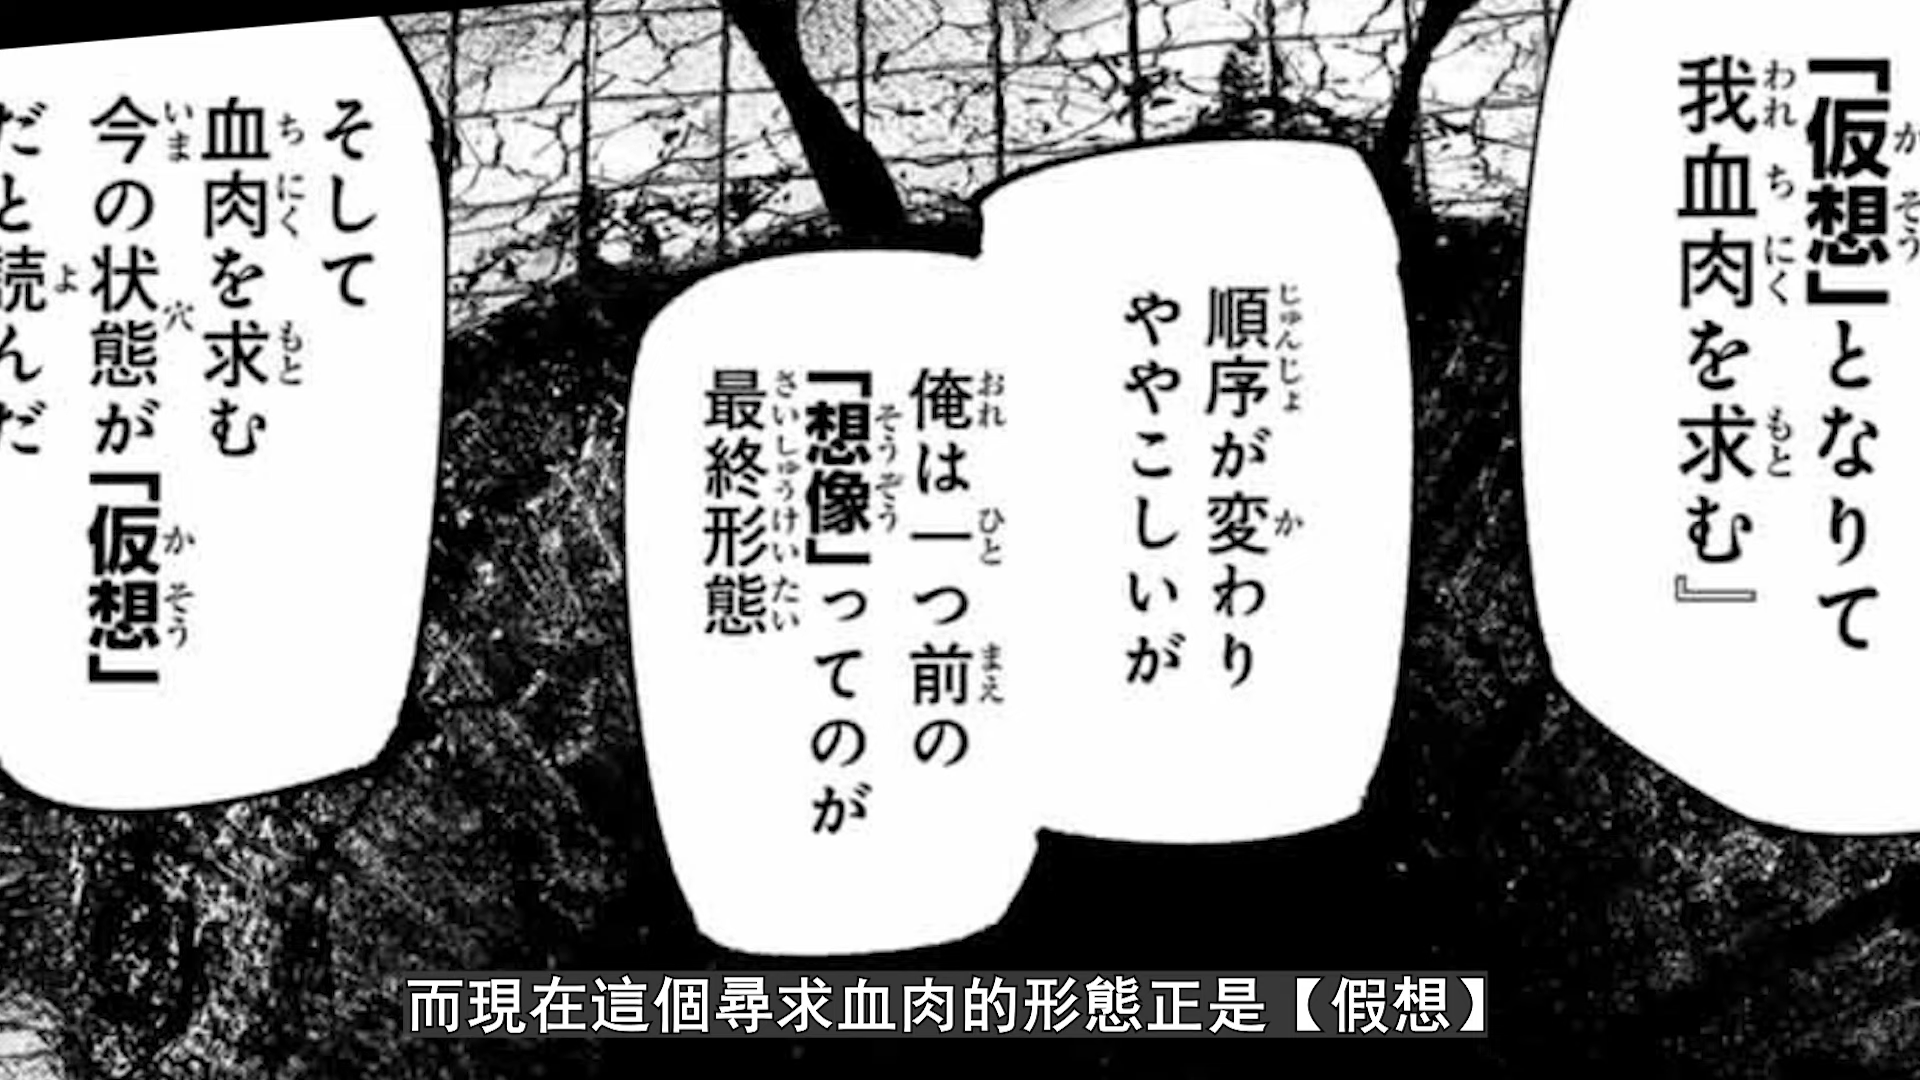 「仮想」となりて
我血肉を求む』
順序が変わり
ややこしいが
俺は一つ前の
「想像」ってのが
最終形態
そして
血肉を求む
今の状態が「仮想」
だと読んだ
而現在這個尋求血肉的形態正是【假想】